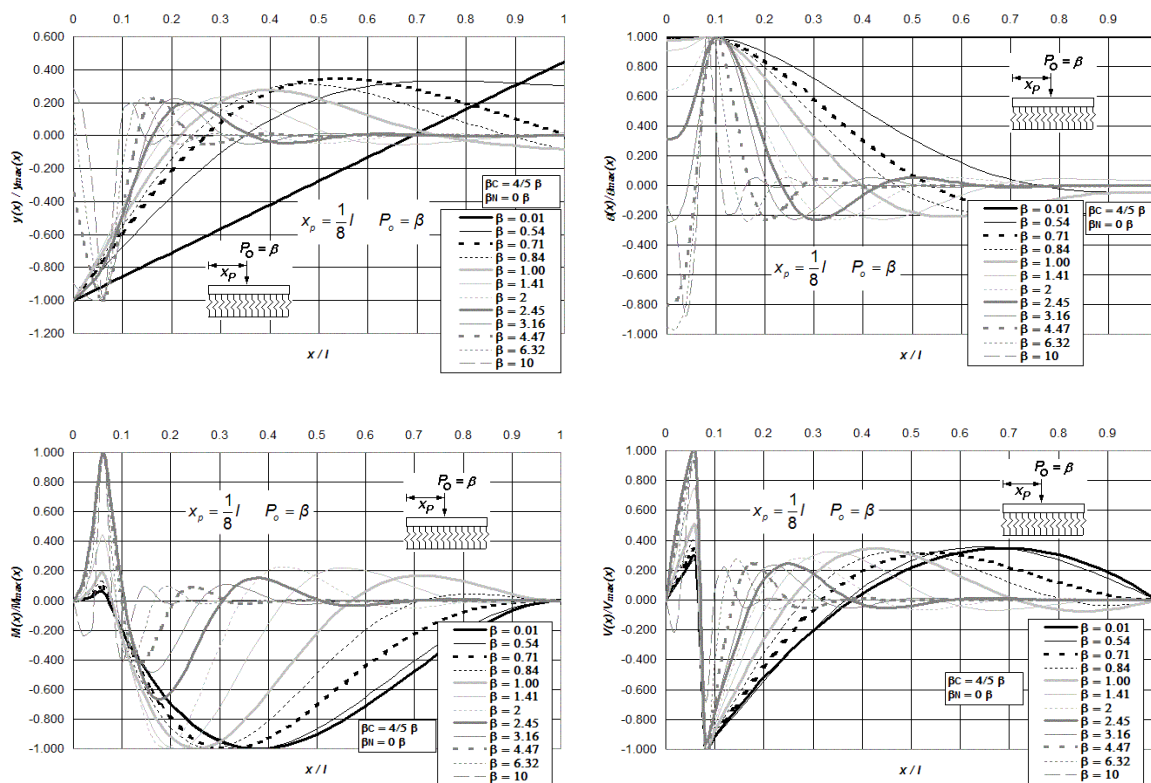 0 0.1 0.2 0.3 0.4 0.5 0.6 0.7 0.8 0.9 1
0.600
0.400
0.200
0.000
-0.200
-0.400
-0.600
-0.800
-1.000
-1.200
y(x) / ymax(x)
x / l
xp = 1/8 l Po = β
PO = β
xP
βC = 4/5 β
βN = 0 β
β = 0.01
β = 0.54
β = 0.71
β = 0.84
β = 1.00
β = 1.41
β = 2
β = 2.45
β = 3.16
β = 4.47
β = 6.32
β = 10
0 0.1 0.2 0.3 0.4 0.5 0.6 0.7 0.8 0.9
1.000
0.800
0.600
0.400
0.200
0.000
-0.200
-0.400
-0.600
-0.800
-1.000
x / l
PO = β
xP
xp = 1/8 l Po = β
βC = 4/5 β
βN = 0 β
β = 0.01
β = 0.54
β = 0.71
β = 0.84
β = 1.00
β = 1.41
β = 2
β = 2.45
β = 3.16
β = 4.47
β = 6.32
β = 10
0 0.1 0.2 0.3 0.4 0.5 0.6 0.7 0.8 0.9 1
1.000
0.800
0.600
0.400
0.200
0.000
-0.200
-0.400
-0.600
-0.800
-1.000
M(x)/Mmax(x)
x / l
xp = 1/8 l Po = β
PO = β
xP
βC = 4/5 β
βN = 0 β
β = 0.01
β = 0.54
β = 0.71
β = 0.84
β = 1.00
β = 1.41
β = 2
β = 2.45
β = 3.16
β = 4.47
β = 6.32
β = 10
0 0.1 0.2 0.3 0.4 0.5 0.6 0.7 0.8 0.9
1.000
0.800
0.600
0.400
0.200
0.000
-0.200
-0.400
-0.600
-0.800
-1.000
V(x)/Vmax(x)
x / l
xp = 1/8 l Po = β
PO = β
xP
βC = 4/5 β
βN = 0 β
β = 0.01
β = 0.54
β = 0.71
β = 0.84
β = 1.00
β = 1.41
β = 2
β = 2.45
β = 3.16
β = 4.47
β = 6.32
β = 10